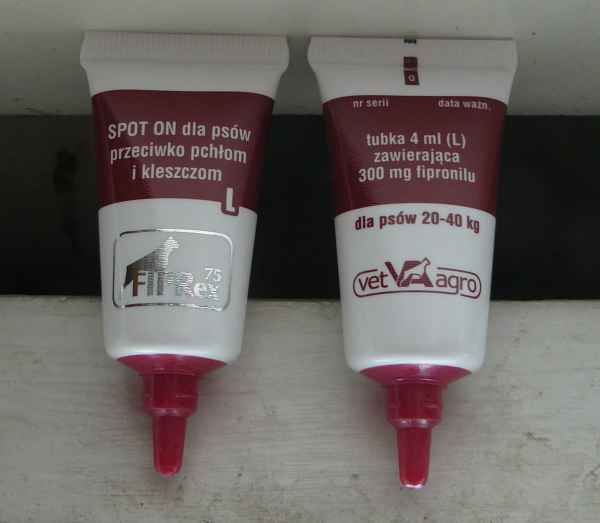 SPOT ON dla psów
przeciwko pchłom
i kleszczom
L
75
FIPREX
nr serii data ważn.
tubka 4 ml (L)
zawierająca
300 mg fipronilu
dla psów 20-40 kg
vet VA agro